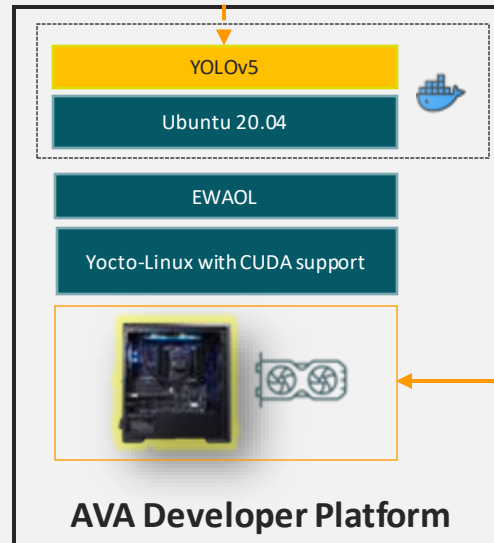 YOLOv5
Ubuntu 20.04
EWAOL
Yocto-Linux with CUDA support
AVA Developer Platform